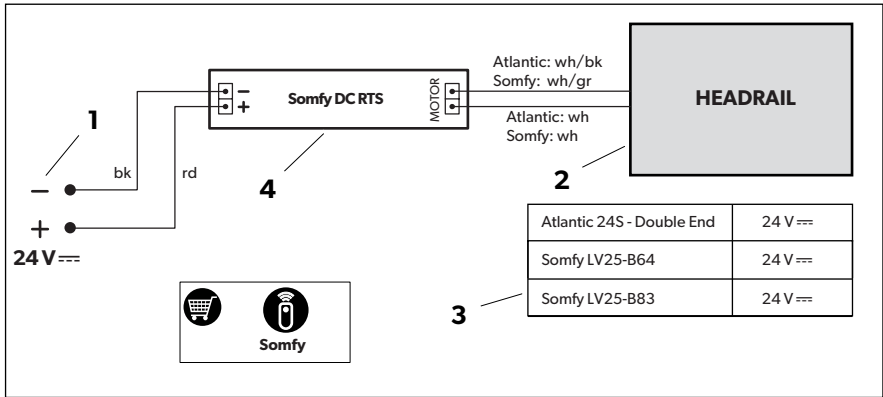 Atlantic: wh/bk
Somfy: wh/gr
HEADRAIL
− Somfy DC RTS MOTOR
+
1
Atlantic: wh
Somfy: wh
bk
rd
4
2
−
+
24 V ⎓
Atlantic 24S - Double End 24 V ⎓
Somfy LV25-B64 24 V ⎓
Somfy LV25-B83 24 V ⎓
3
Somfy